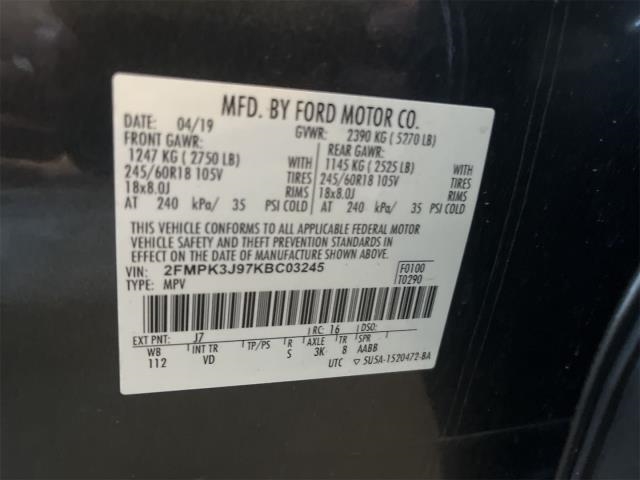 MFD. BY FORD MOTOR CO.
DATE: 04/19 GVWR: 2390 KG (5270 LB)
FRONT GAWR: REAR GAWR:
1247 KG (2750 LB) WITH 1145 KG (2525 LB) WITH
245/60R18 105V TIRES 245/60R18 105V TIRES
18x8.0J RIMS 18x8.0J RIMS
AT 240 kPa/ 35 PSI COLD AT 240 kPa/ 35 PSI COLD
THIS VEHICLE CONFORMS TO ALL APPLICABLE FEDERAL MOTOR
VEHICLE SAFETY AND THEFT PREVENTION STANDARDS IN
EFFECT ON THE DATE OF MANUFACTURE SHOWN ABOVE.
VIN: 2FMPK3J97KBC03245 F0100
TYPE: MPV T0290
EXT PNT: J7 RC: 16 DSO:
WB INT TR TP/PS R AXLE TR SPR
112 VD S 3K 8 AABB
UTC ▽ 5U5A-1520472-BA